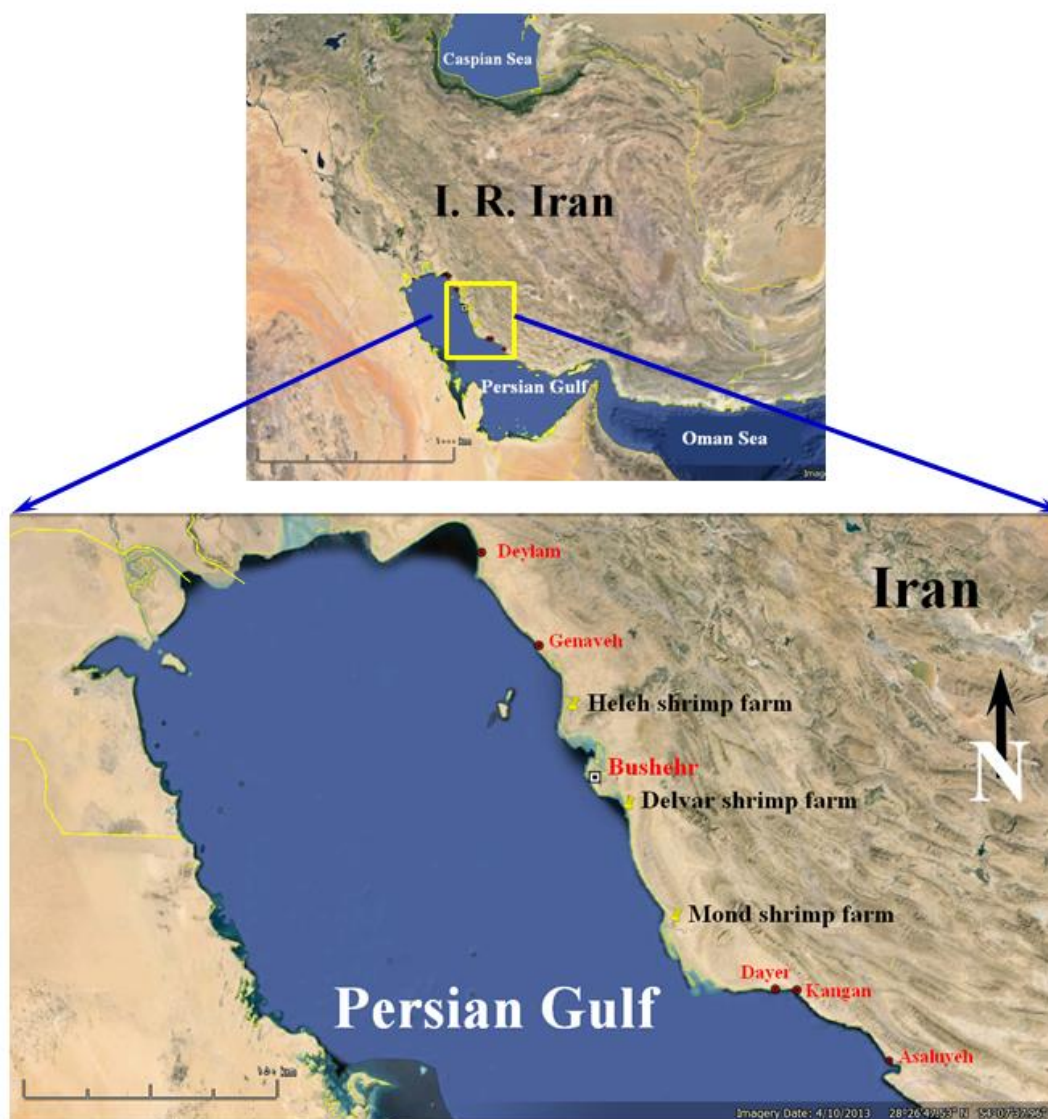 Caspian Sea
I. R. Iran
Persian Gulf
Oman Sea
Deylam
Iran
Genaveh
Heleh shrimp farm
N
Bushehr
Delvar shrimp farm
Mond shrimp farm
Dayer
Kangan
Persian Gulf
Asaluyeh
Imagery Date: 4/10/2013